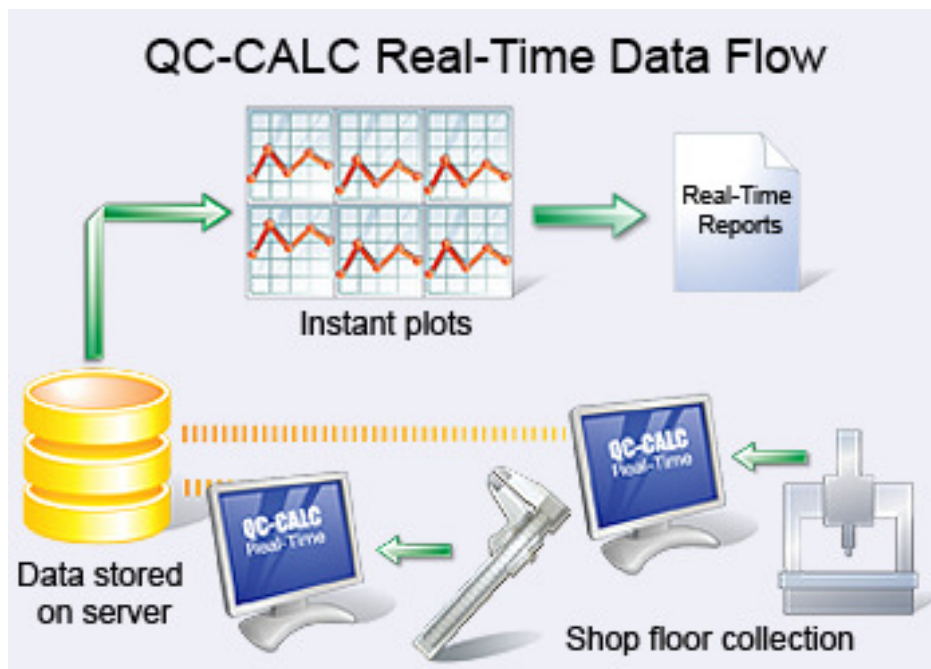 QC-CALC Real-Time Data Flow
Real-Time
Reports
Instant plots
QC-CALC
Real-Time
QC-CALC
Real-Time
Data stored
on server
Shop floor collection